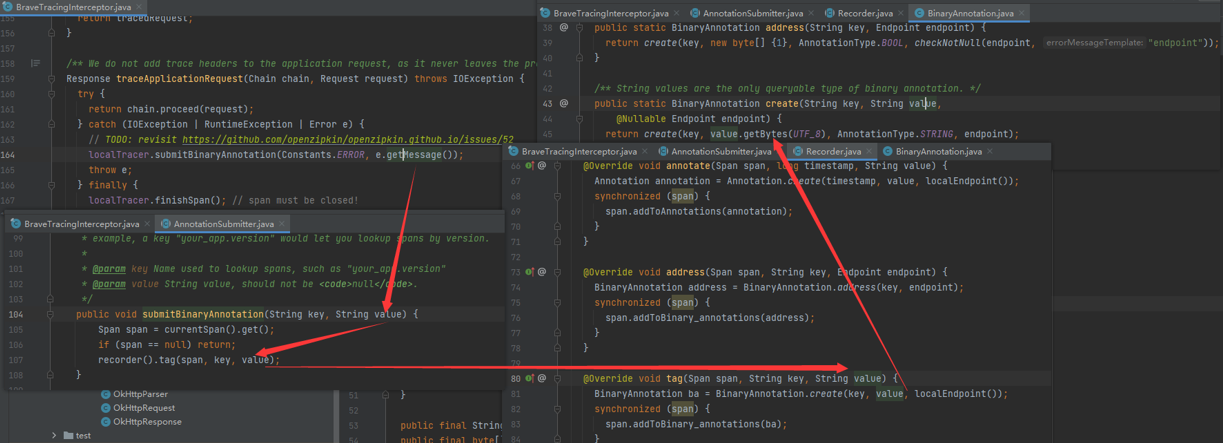 BraveTracingInterceptor.java
155 return tracedRequest;
156 }
157
158 /** We do not add trace headers to the application request, as it never leaves the pro
159 Response traceApplicationRequest(Chain chain, Request request) throws IOException {
160 try {
161 return chain.proceed(request);
162 } catch (IOException | RuntimeException | Error e) {
163 // TODO: revisit https://github.com/openzipkin/openzipkin.github.io/issues/52
164 localTracer.submitBinaryAnnotation(Constants.ERROR, e.getMessage());
165 throw e;
166 } finally {
167 localTracer.finishSpan(); // span must be closed!
BraveTracingInterceptor.java AnnotationSubmitter.java
99 * example, a key "your_app.version" would let you lookup spans by version.
100 *
101 * @param key Name used to lookup spans, such as "your_app.version"
102 * @param value String value, should not be <code>null</code>.
103 */
104 public void submitBinaryAnnotation(String key, String value) {
105 Span span = currentSpan().get();
106 if (span == null) return;
107 recorder().tag(span, key, value);
108 }
OkHttpParser
OkHttpRequest
OkHttpResponse
test
51 }
52
53 public final String
54 public final byte[]
BraveTracingInterceptor.java AnnotationSubmitter.java Recorder.java BinaryAnnotation.java
38 @ public static BinaryAnnotation address(String key, Endpoint endpoint) {
39 return create(key, new byte[] {1}, AnnotationType.BOOL, checkNotNull(endpoint, errorMessageTemplate: "endpoint"));
40 }
41
42 /** String values are the only queryable type of binary annotation. */
43 @ public static BinaryAnnotation create(String key, String value,
44 @Nullable Endpoint endpoint) {
45 return create(key, value.getBytes(UTF_8), AnnotationType.STRING, endpoint);
BraveTracingInterceptor.java AnnotationSubmitter.java Recorder.java BinaryAnnotation.java
66 @ @Override void annotate(Span span, long timestamp, String value) {
67 Annotation annotation = Annotation.create(timestamp, value, localEndpoint());
68 synchronized (span) {
69 span.addToAnnotations(annotation);
70 }
71 }
72
73 @ @Override void address(Span span, String key, Endpoint endpoint) {
74 BinaryAnnotation address = BinaryAnnotation.address(key, endpoint);
75 synchronized (span) {
76 span.addToBinary_annotations(address);
77 }
78 }
79
80 @ @Override void tag(Span span, String key, String value) {
81 BinaryAnnotation ba = BinaryAnnotation.create(key, value, localEndpoint());
82 synchronized (span) {
83 span.addToBinary_annotations(ba);
84 }